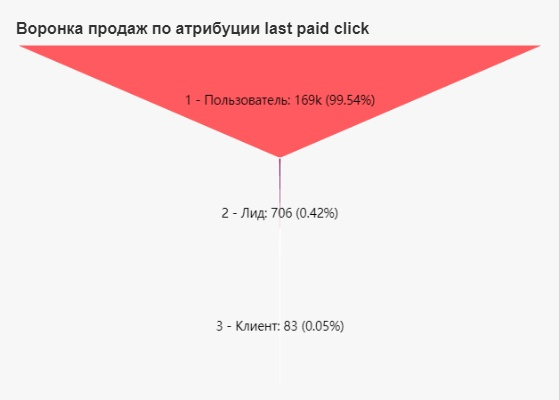 Воронка продаж по атрибуции last paid click
1 - Пользователь: 169k (99.54%)
2 - Лид: 706 (0.42%)
3 - Клиент: 83 (0.05%)